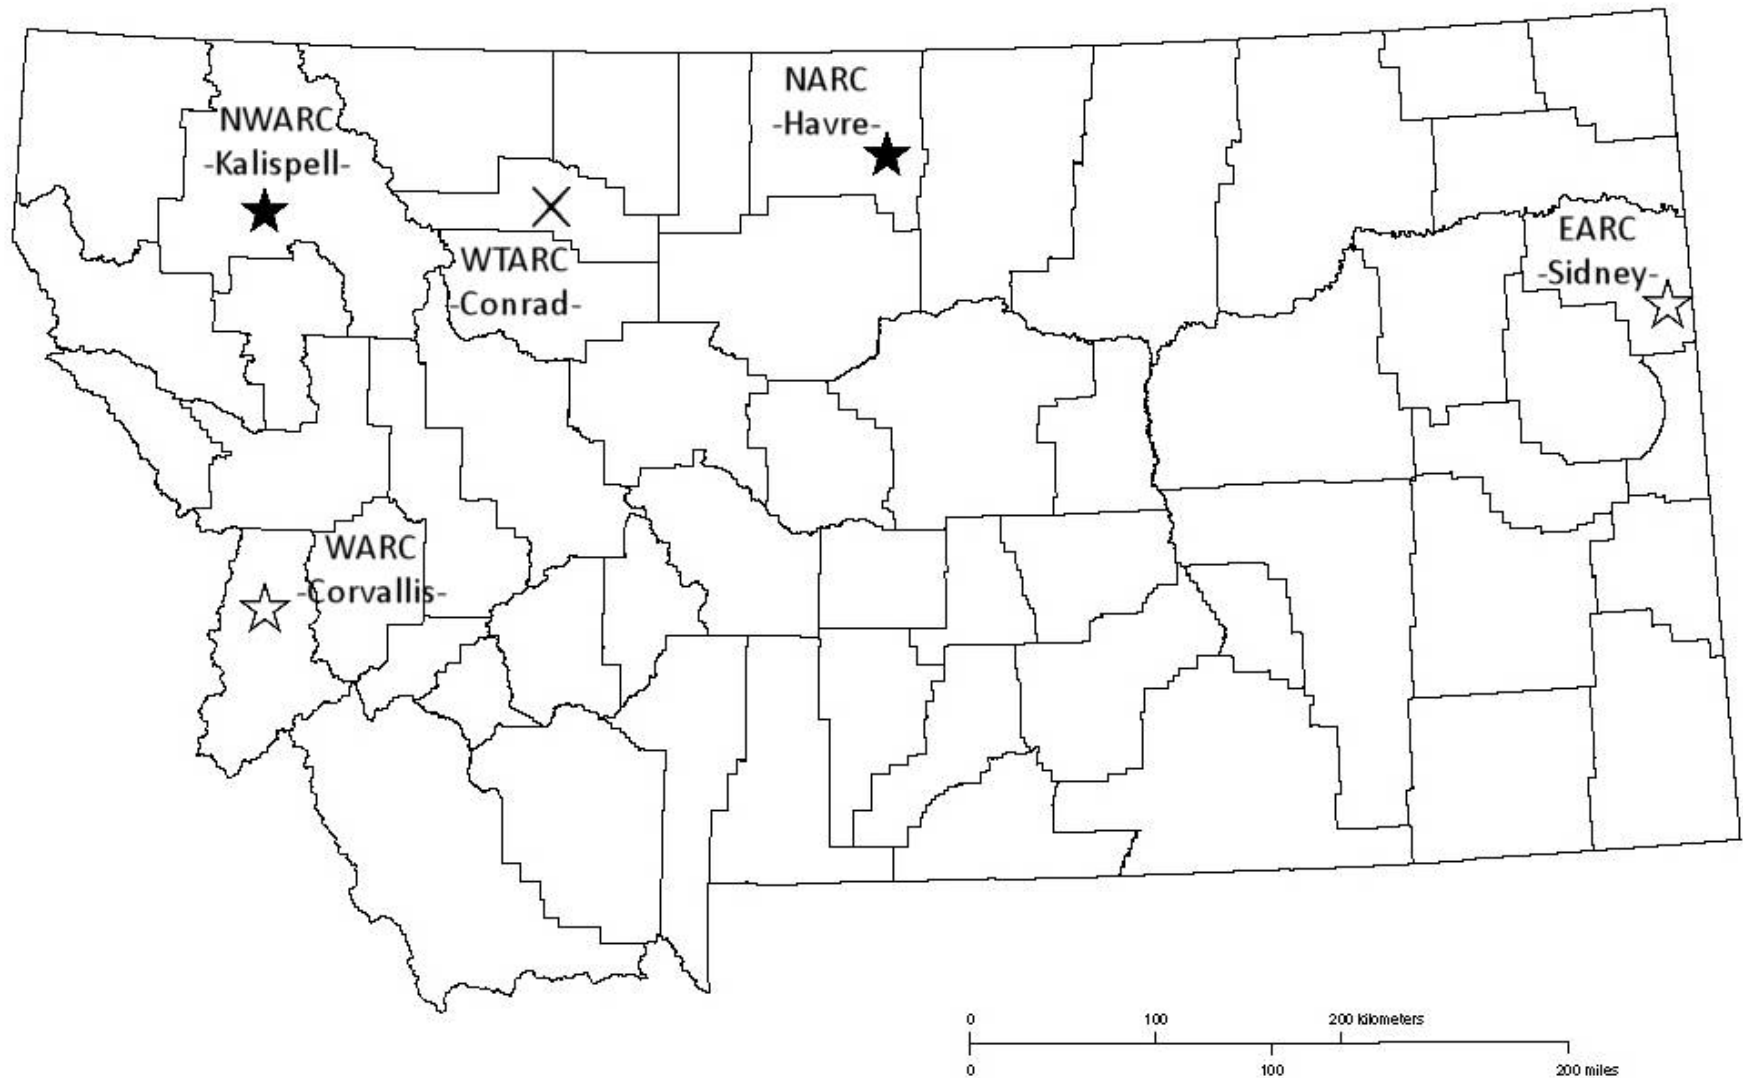 NARC
-Havre-
NWARC
-Kalispell-
EARC
-Sidney-
WTARC
-Conrad-
WARC
-Corvallis-
0 100 200 kilometers
0 100 200 miles